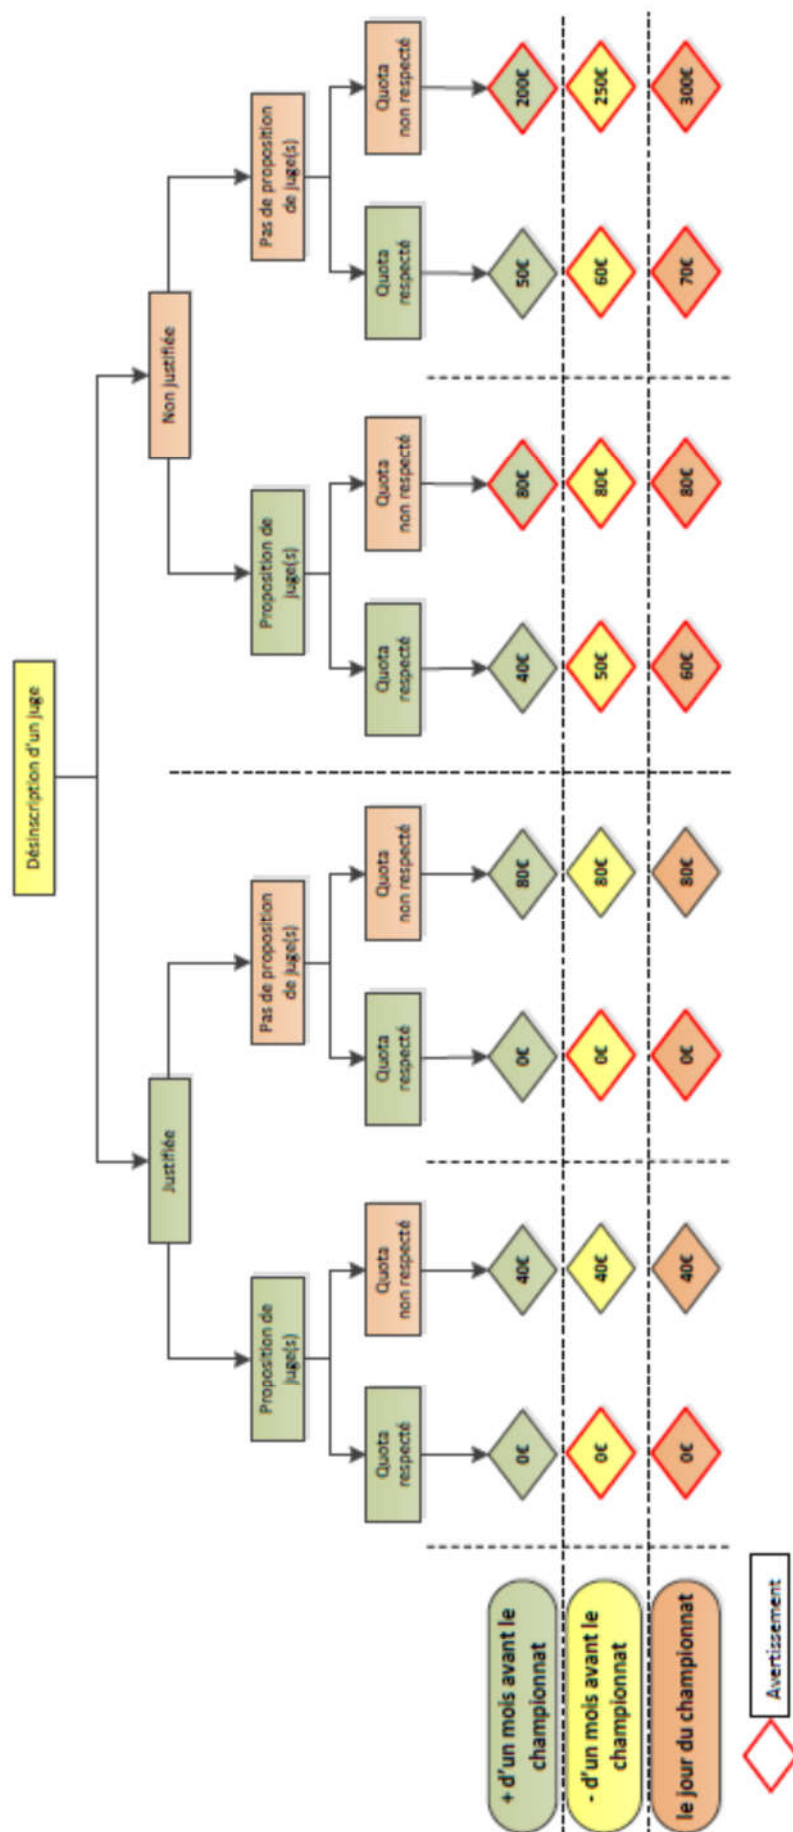 Désinscription d'un juge
Justifiée
Non justifiée
Proposition de
juge(s)
Pas de proposition
de juge(s)
Proposition de
juge(s)
Pas de proposition
de juge(s)
Quota
respecté
Quota
non respecté
Quota
respecté
Quota
non respecté
Quota
respecté
Quota
non respecté
Quota
respecté
Quota
non respecté
+ d'un mois avant le
championnat
0€
40€
0€
80€
40€
80€
50€
200€
- d'un mois avant le
championnat
0€
40€
0€
80€
50€
80€
60€
250€
le jour du championnat
0€
40€
0€
80€
60€
80€
70€
300€
Avertissement